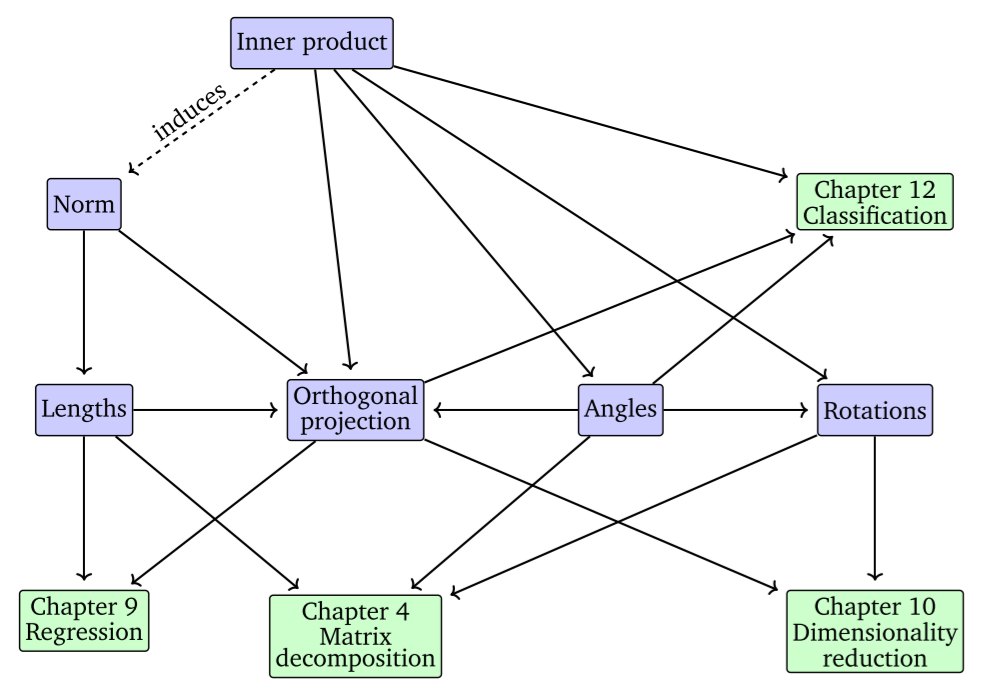 Inner product
induces
Norm
Chapter 12
Classification
Lengths
Orthogonal
projection
Angles
Rotations
Chapter 9
Regression
Chapter 4
Matrix
decomposition
Chapter 10
Dimensionality
reduction